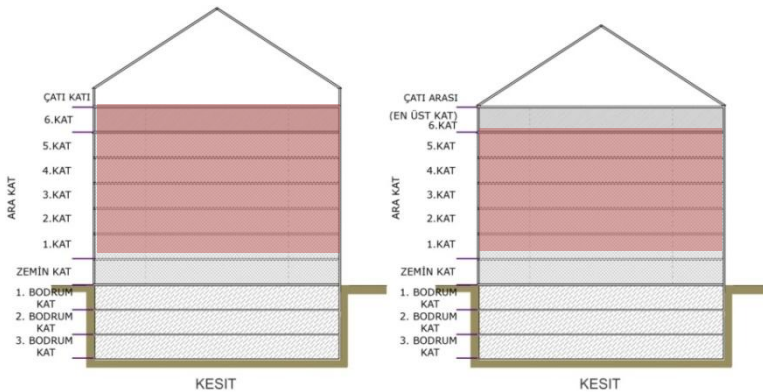 ÇATI KATI
6.KAT
5.KAT
4.KAT
3.KAT
2.KAT
1.KAT
ARA KAT
ZEMİN KAT
1. BODRUM
KAT
2. BODRUM
KAT
3. BODRUM
KAT
KESIT
ÇATI ARASI
(EN ÜST KAT)
6.KAT
5.KAT
4.KAT
3.KAT
2.KAT
1.KAT
ARA KAT
ZEMİN KAT
1. BODRUM
KAT
2. BODRUM
KAT
3. BODRUM
KAT
KESIT